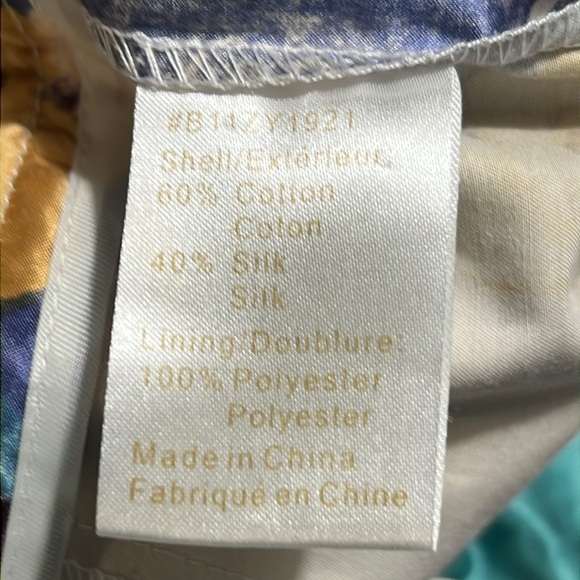 #B11ZY1921
Shell/Extérieur:
60% Cotton
Coton
40% Silk
Silk
Lining/Doublure:
100% Polyester
Polyester
Made in China
Fabriqué en Chine